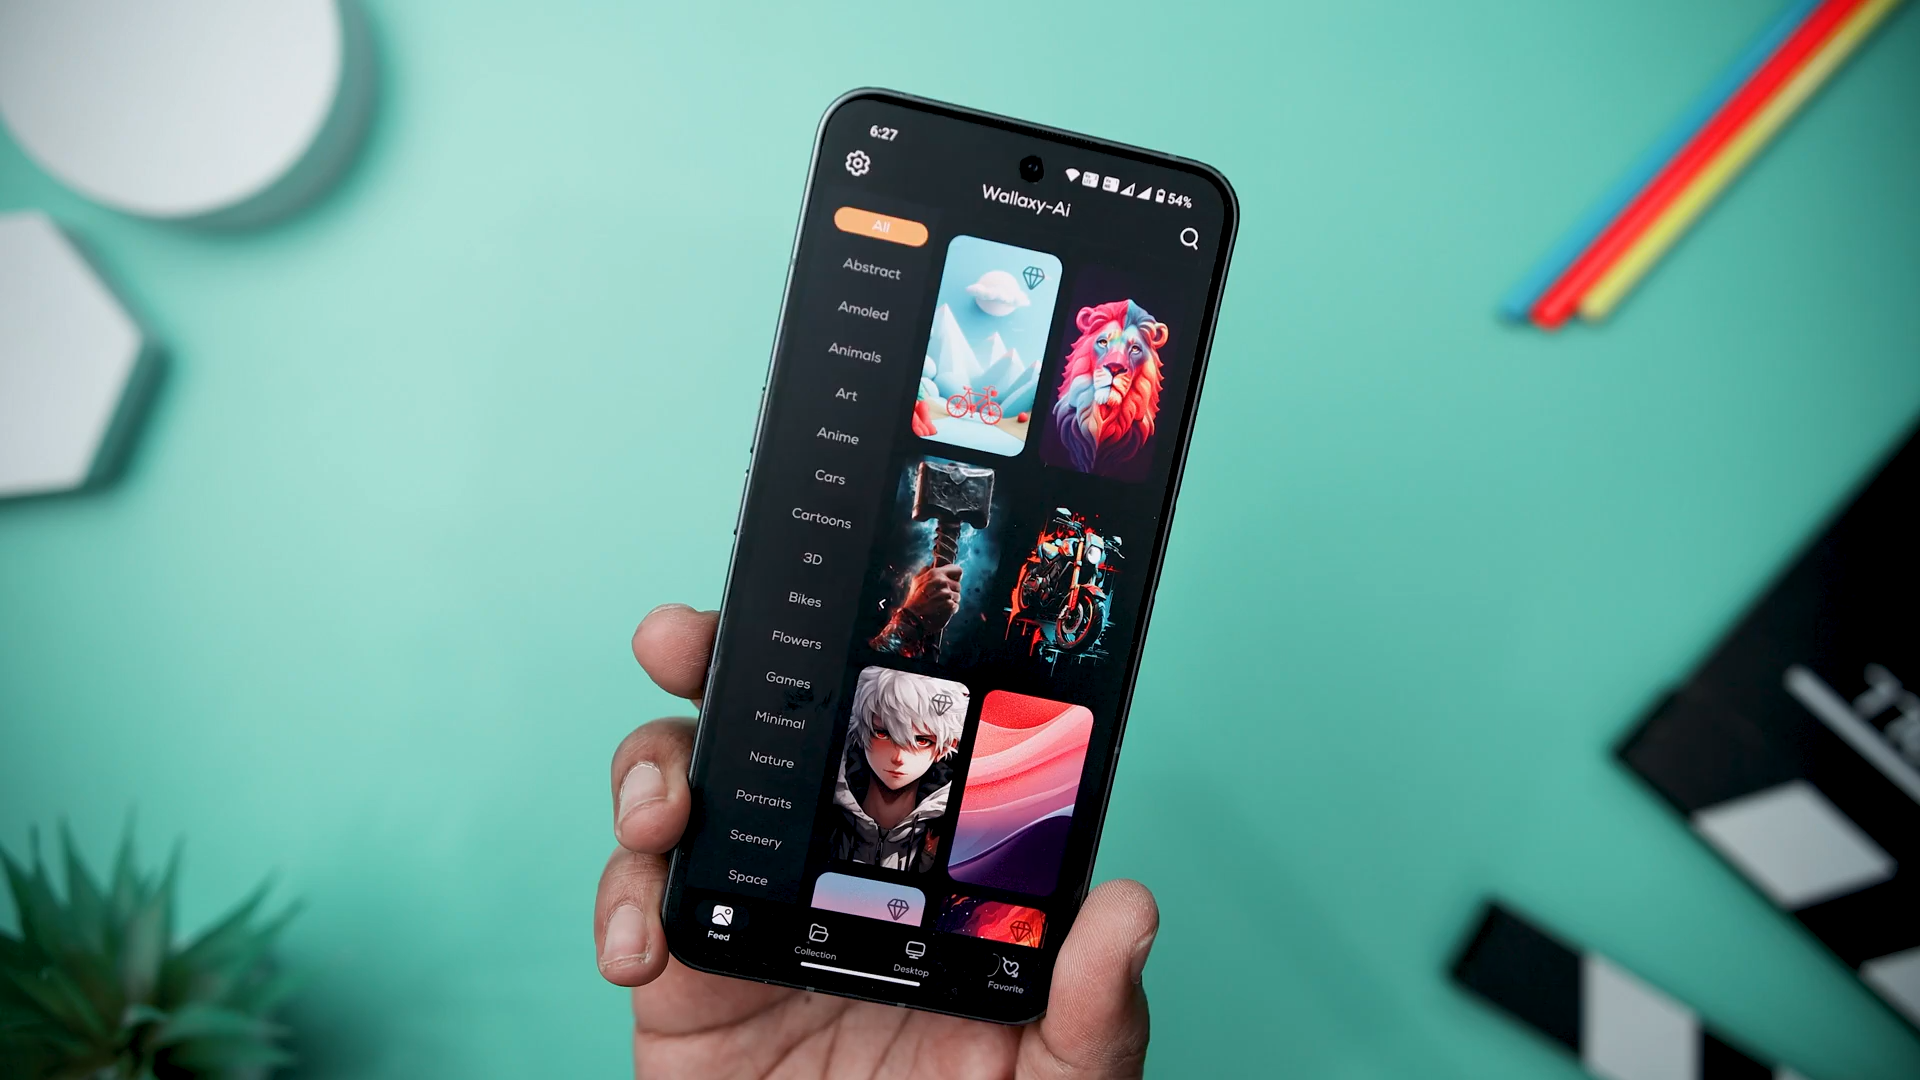 6:27
54%
Wallaxy-Ai
All
Abstract
Amoled
Animals
Art
Anime
Cars
Cartoons
3D
Bikes
Flowers
Games
Minimal
Nature
Portraits
Scenery
Space
Feed
Collection
Desktop
Favorite